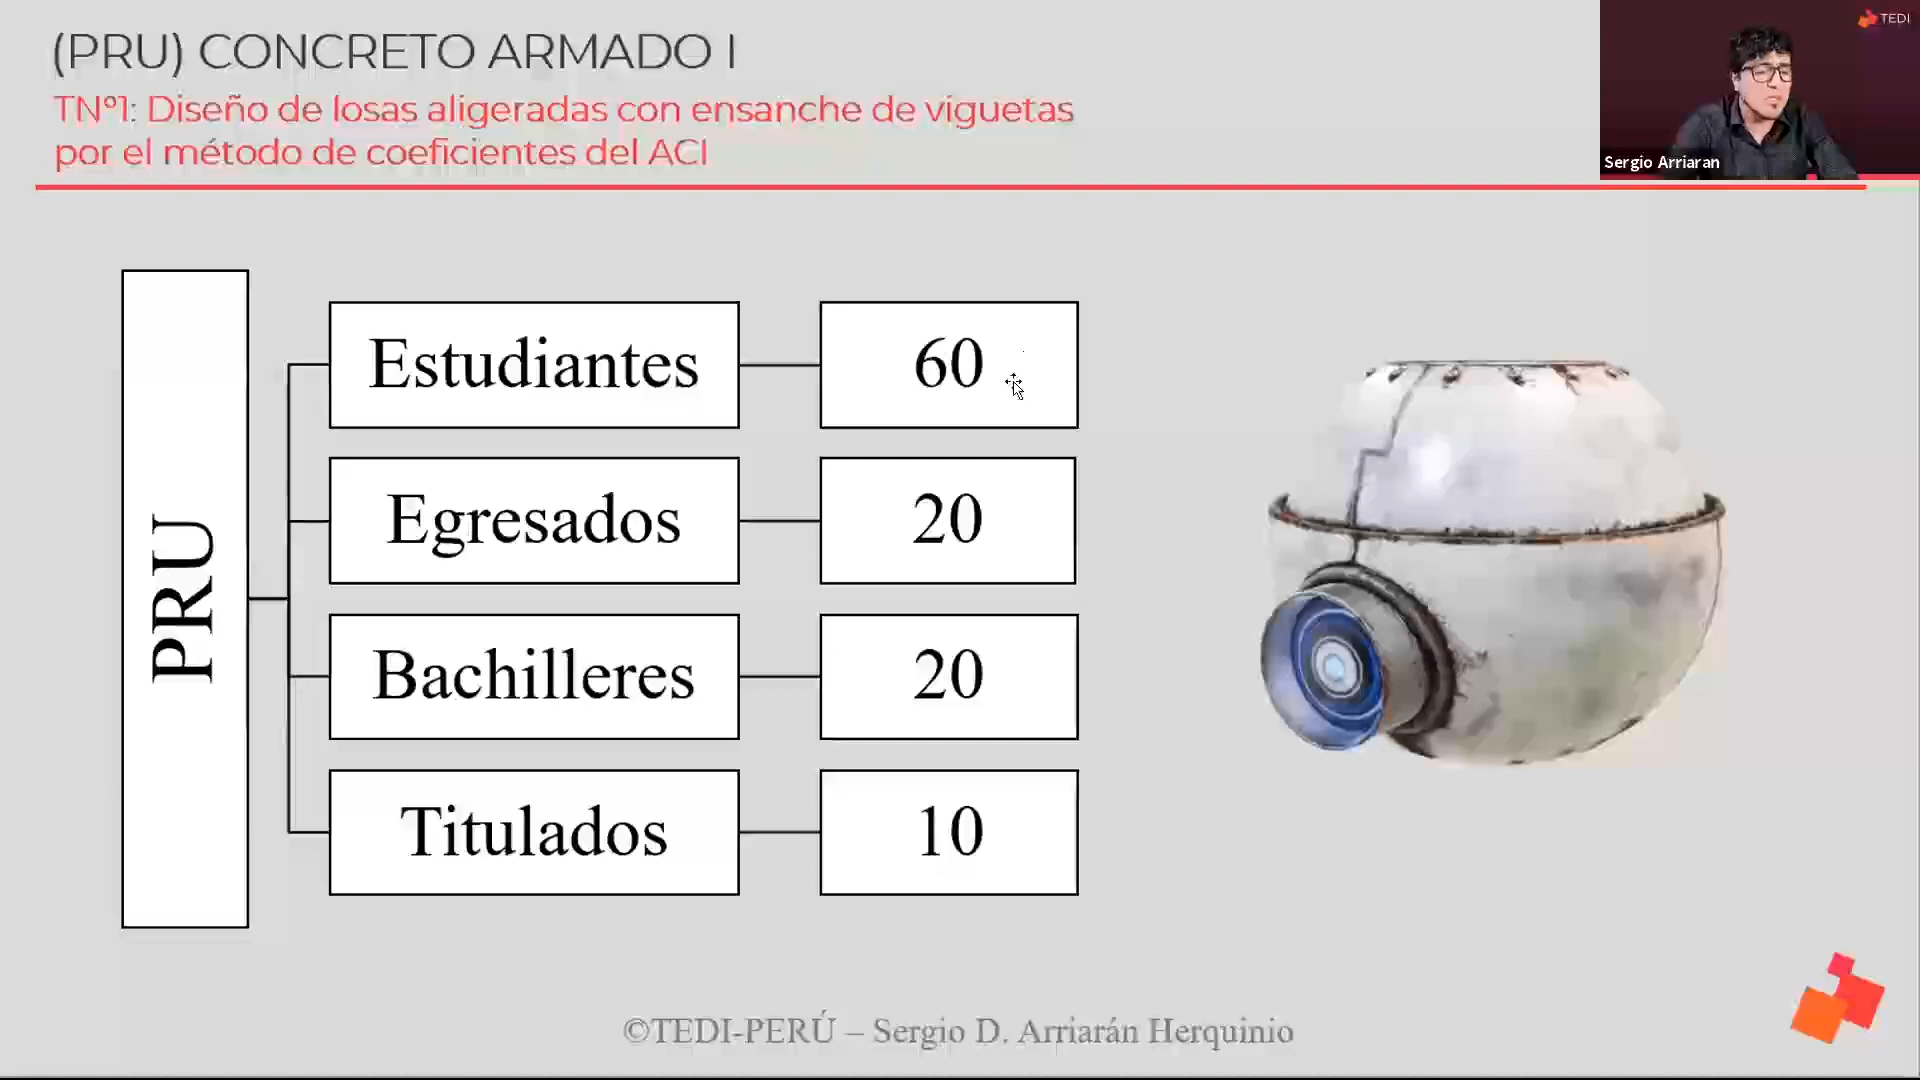 (PRU) CONCRETO ARMADO I
TN°1: Diseño de losas aligeradas con ensanche de viguetas
por el método de coeficientes del ACI
TEDI
Sergio Arriaran
PRU
Estudiantes
60
Egresados
20
Bachilleres
20
Titulados
10
©TEDI-PERÚ – Sergio D. Arriarán Herquinio